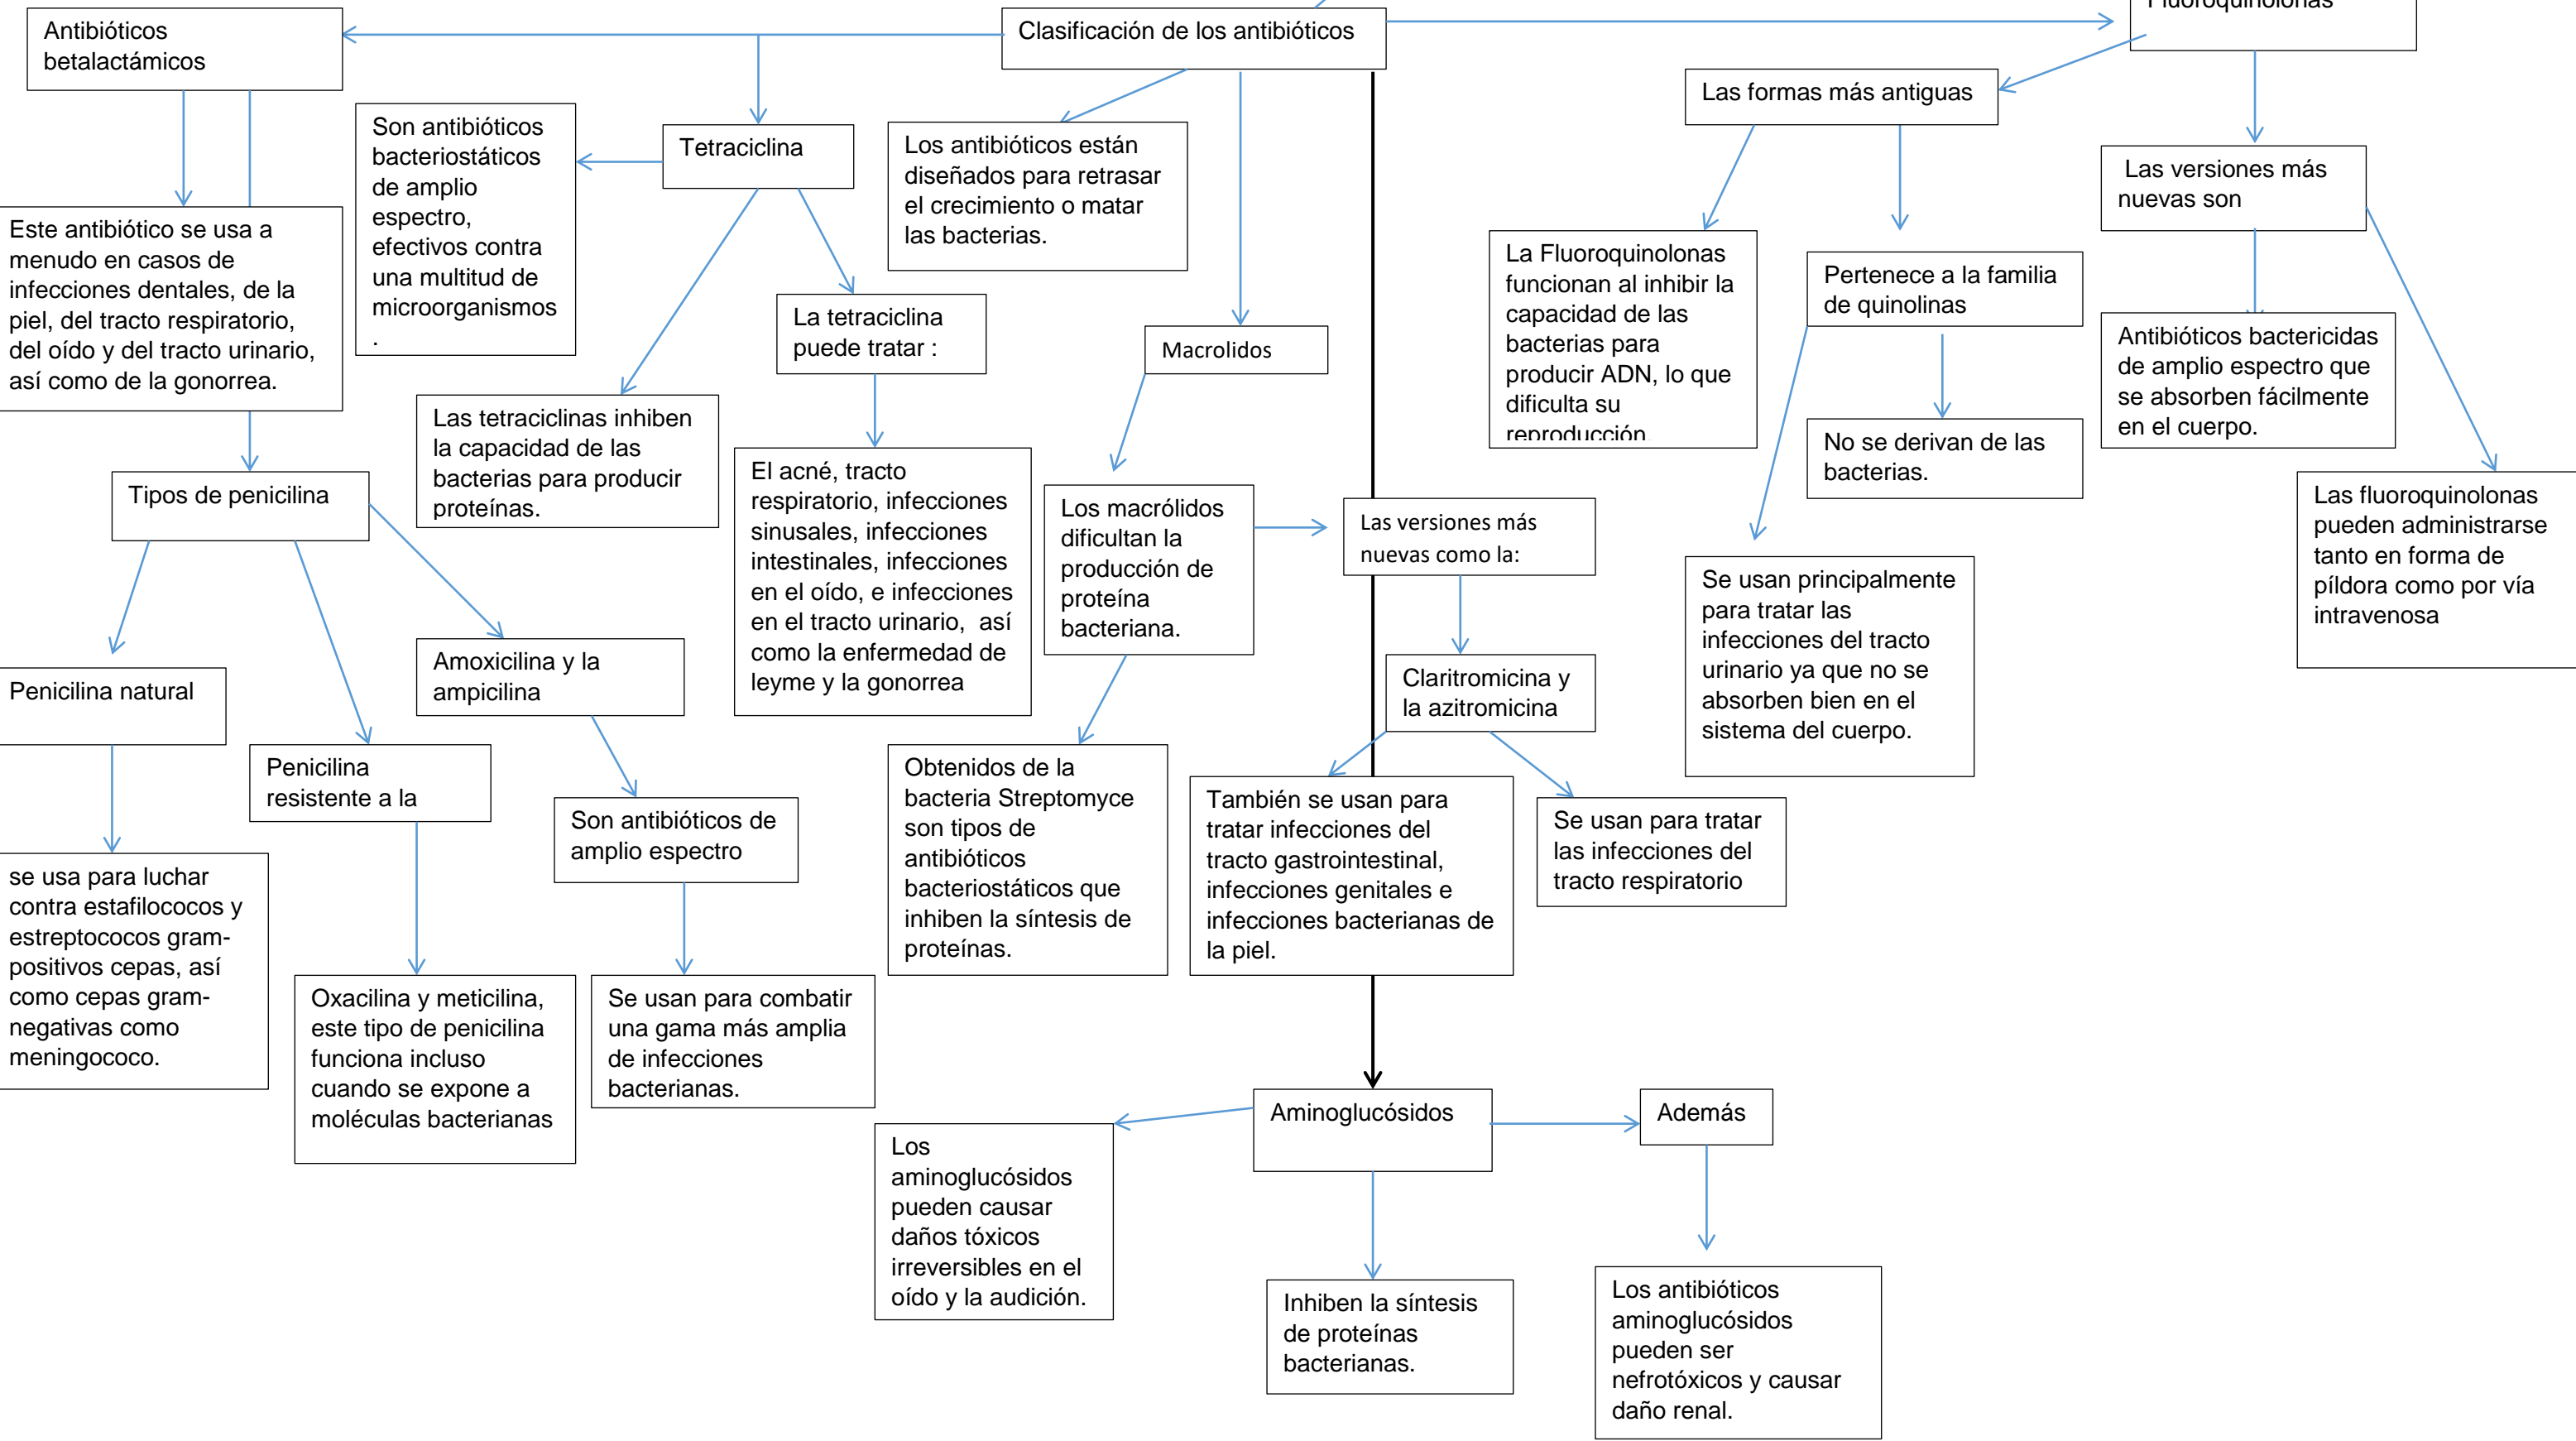 Fluoroquinolonas
Antibióticos
betalactámicos
Clasificación de los antibióticos
Las formas más antiguas
Son antibióticos
bacteriostáticos
de amplio
espectro,
efectivos contra
una multitud de
microorganismos
.
Tetraciclina
Los antibióticos están
diseñados para retrasar
el crecimiento o matar
las bacterias.
Las versiones más
nuevas son
Este antibiótico se usa a
menudo en casos de
infecciones dentales, de la
piel, del tracto respiratorio,
del oído y del tracto urinario,
así como de la gonorrea.
La tetraciclina
puede tratar :
Macrolidos
La Fluoroquinolonas
funcionan al inhibir la
capacidad de las
bacterias para
producir ADN, lo que
dificulta su
reproducción
Pertenece a la familia
de quinolinas
Antibióticos bactericidas
de amplio espectro que
se absorben fácilmente
en el cuerpo.
Las tetraciclinas inhiben
la capacidad de las
bacterias para producir
proteínas.
No se derivan de las
bacterias.
Tipos de penicilina
El acné, tracto
respiratorio, infecciones
sinusales, infecciones
intestinales, infecciones
en el oído, e infecciones
en el tracto urinario, así
como la enfermedad de
leyme y la gonorrea
Los macrólidos
dificultan la
producción de
proteína
bacteriana.
Las versiones más
nuevas como la:
Las fluoroquinolonas
pueden administrarse
tanto en forma de
píldora como por vía
intravenosa
Se usan principalmente
para tratar las
infecciones del tracto
urinario ya que no se
absorben bien en el
sistema del cuerpo.
Penicilina natural
Amoxicilina y la
ampicilina
Claritromicina y
la azitromicina
Penicilina
resistente a la
Son antibióticos de
amplio espectro
Obtenidos de la
bacteria Streptomyce
son tipos de
antibióticos
bacteriostáticos que
inhiben la síntesis de
proteínas.
También se usan para
tratar infecciones del
tracto gastrointestinal,
infecciones genitales e
infecciones bacterianas de
la piel.
Se usan para tratar
las infecciones del
tracto respiratorio
se usa para luchar
contra estafilococos y
estreptococos gram-
positivos cepas, así
como cepas gram-
negativas como
meningococo.
Oxacilina y meticilina,
este tipo de penicilina
funciona incluso
cuando se expone a
moléculas bacterianas
Se usan para combatir
una gama más amplia
de infecciones
bacterianas.
Aminoglucósidos
Además
Los
aminoglucósidos
pueden causar
daños tóxicos
irreversibles en el
oído y la audición.
Inhiben la síntesis
de proteínas
bacterianas.
Los antibióticos
aminoglucósidos
pueden ser
nefrotóxicos y causar
daño renal.